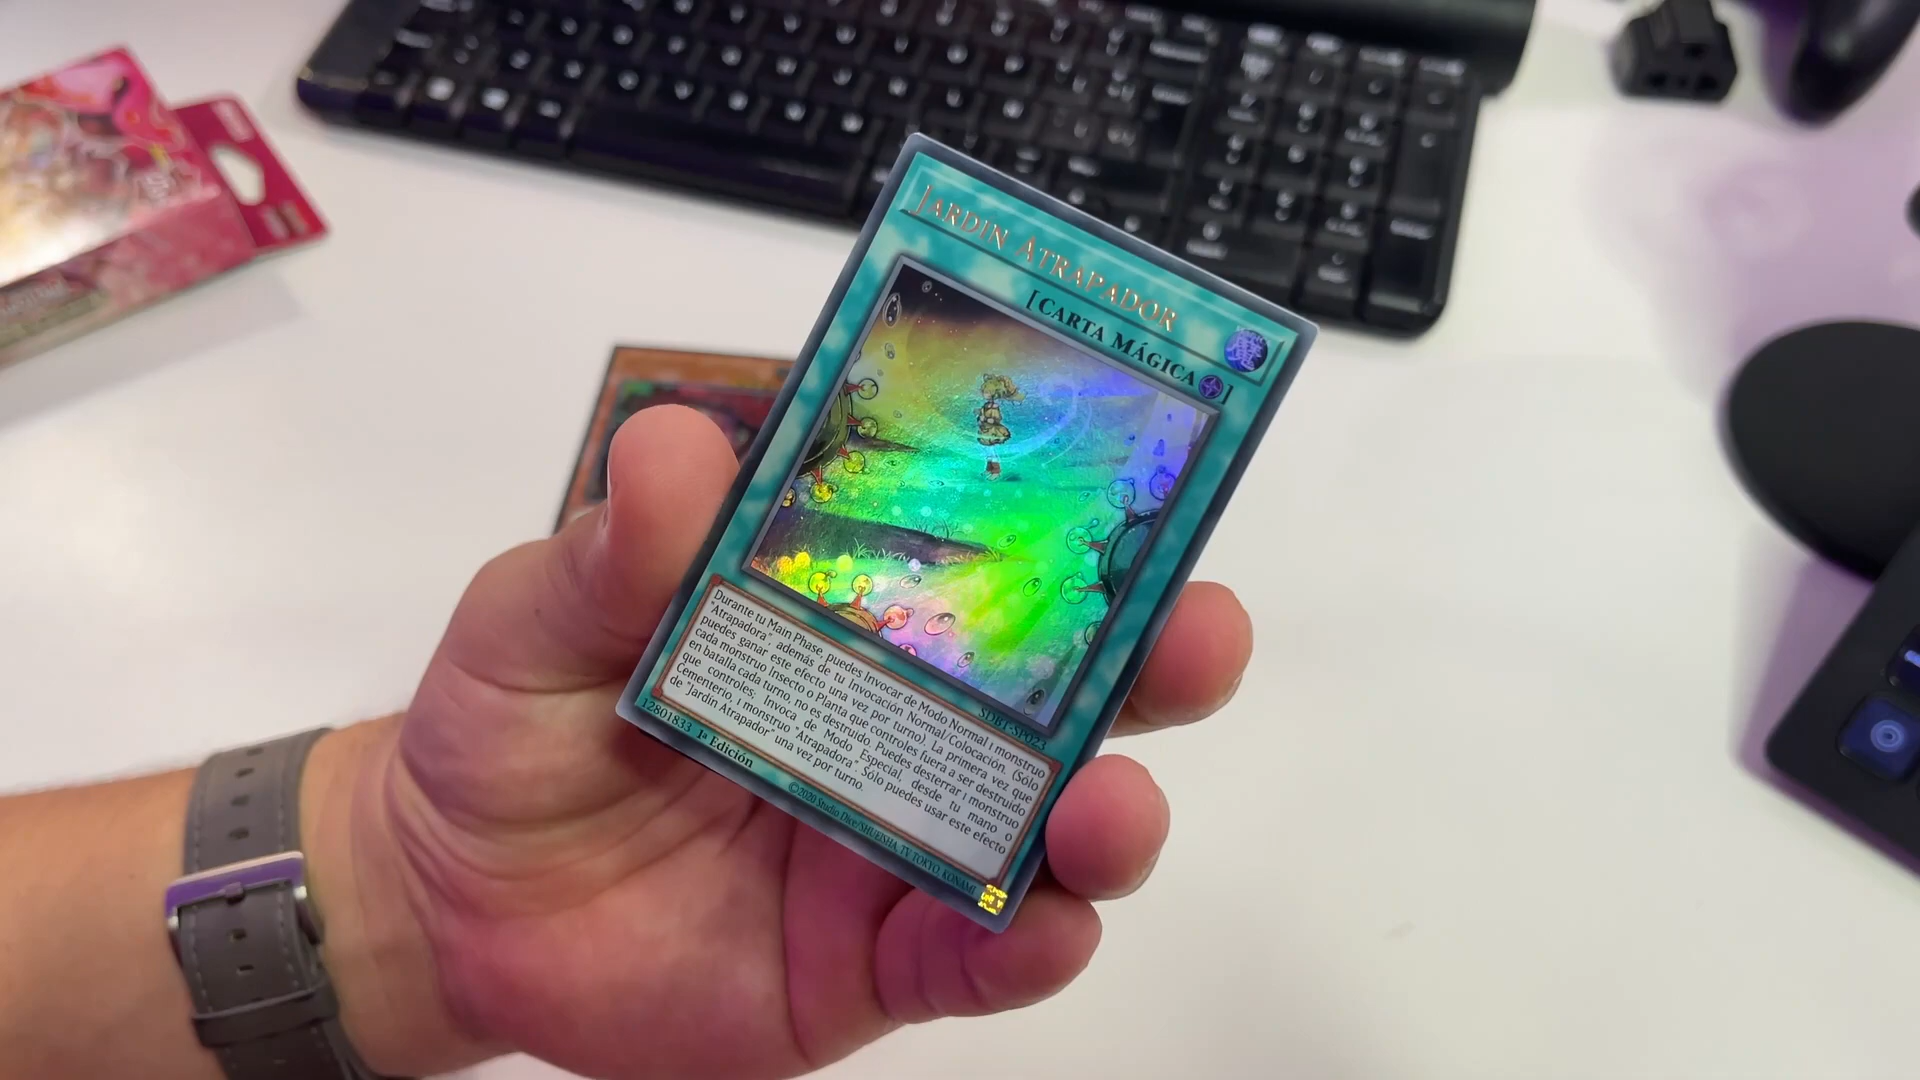 JARDÍN ATRAPADOR
[CARTA MÁGICA ]
SDBT-SP023
Durante tu Main Phase, puedes Invocar de Modo Normal 1 monstruo
"Atrapadora", además de tu Invocación Normal/Colocación. (Sólo
puedes ganar este efecto una vez por turno). La primera vez que
cada monstruo Insecto o Planta que controles fuera a ser destruido
en batalla cada turno, no es destruido. Puedes desterrar 1 monstruo
que controles; Invoca de Modo Especial, desde tu mano o
Cementerio, 1 monstruo "Atrapadora". Sólo puedes usar este efecto
de "Jardín Atrapador" una vez por turno.
12801833 1ª Edición
©2020 Studio Dice/SHUEISHA, TV TOKYO, KONAMI